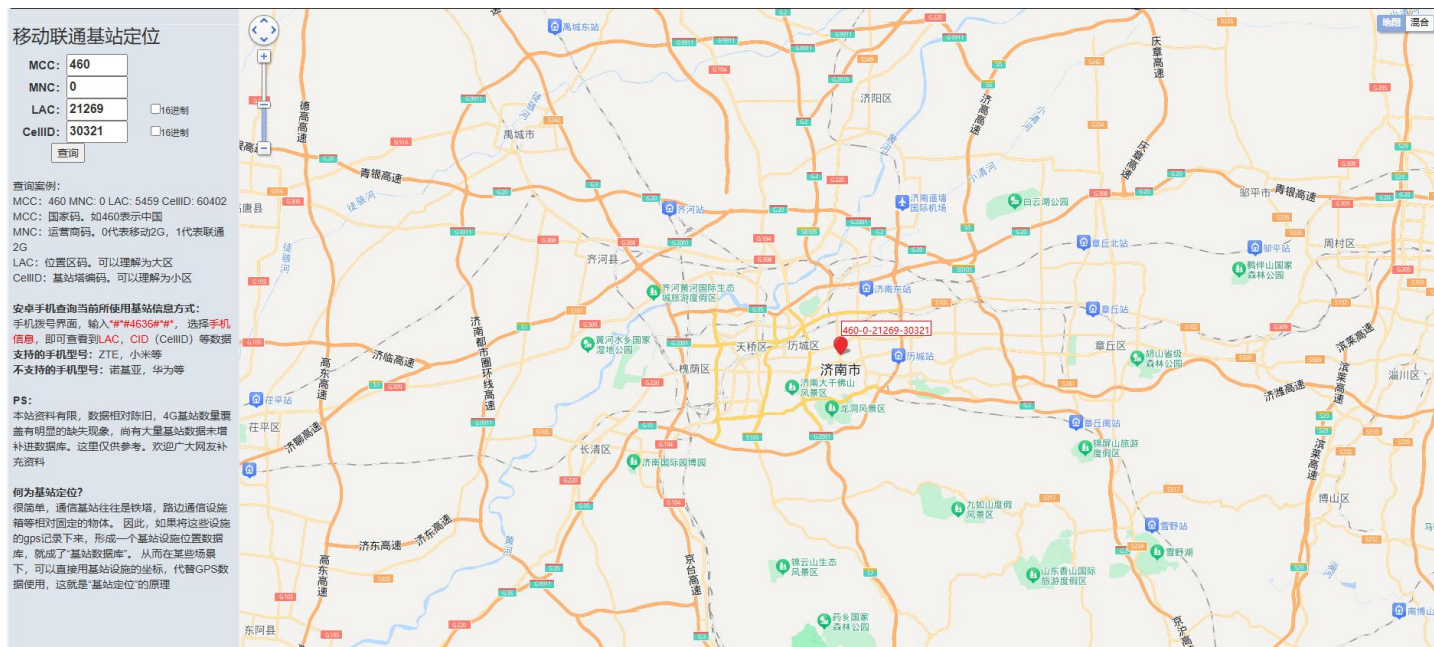 移动联通基站定位
MCC: 460
MNC: 0
LAC: 21269 16进制
CellID: 30321 16进制
查询
查询案例：
MCC：460 MNC: 0 LAC: 5459 CellID: 60402
MCC：国家码。如460表示中国
MNC：运营商码。0代表移动2G，1代表联通
2G
LAC：位置区码。可以理解为大区
CellID：基站塔编码。可以理解为小区
安卓手机查询当前所使用基站信息方式：
手机拨号界面，输入*#*#4636#*#*， 选择手机
信息，即可查看到LAC，CID（CellID）等数据
支持的手机型号：ZTE，小米等
不支持的手机型号：诺基亚，华为等
PS：
本站资料有限，数据相对陈旧，4G基站数量覆
盖有明显的缺失现象，尚有大量基站数据未增
补进数据库。这里仅供参考。欢迎广大网友补
充资料
何为基站定位？
很简单，通信基站往往是铁塔，路边通信设施
箱等相对固定的物体。 因此，如果将这些设施
的gps记录下来，形成一个基站设施位置数据
库，就成了“基站数据库”。 从而在某些场景
下，可以直接用基站设施的坐标，代替GPS数
据使用，这就是“基站定位”的原理
地图 混合
禹城东站
济阳区
禹城市
徒骇河
德高高速
青银高速
齐河站
齐河县
济南遥墙
国际机场
白云湖公园
小清河
黄河
济高高速
庆章高速
邹平市
青银高速
章丘北站
邹平站
周村区
鹤伴山国家
森林公园
齐河黄河国际生态
城旅游度假区
济南东站
章丘站
460-0-21269-30321
黄河水乡国家
湿地公园
天桥区
历城区
槐荫区
济南市
历城站
章丘区
胡山省级
森林公园
淄川区
滨莱高速
济潍高速
济南都市圈环线高速
济临高速
高东高速
茌平站
茌平区
济聊高速
济南大千佛山
风景区
龙洞风景区
章丘南站
锦屏山旅游
度假区
长清区
济南国际园博园
九如山度假
风景区
博山区
滨莱高速
雪野站
雪野湖
济东高速
济东高速
黄河
高东高速
京台高速
锦云山生态
风景区
山东香山国际
旅游度假区
药乡国家
森林公园
京沪高速
南博山
东阿县